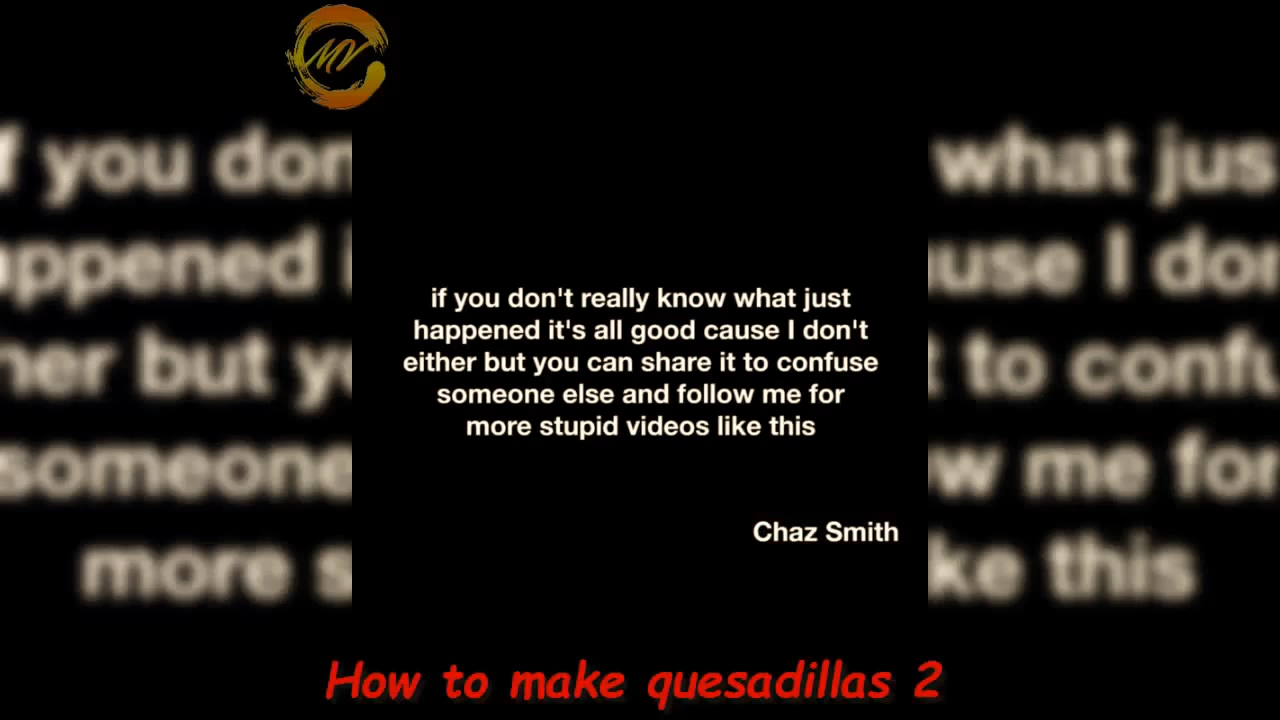 MV
if you don't really know what just
happened it's all good cause I don't
either but you can share it to confuse
someone else and follow me for
more stupid videos like this
Chaz Smith
How to make quesadillas 2